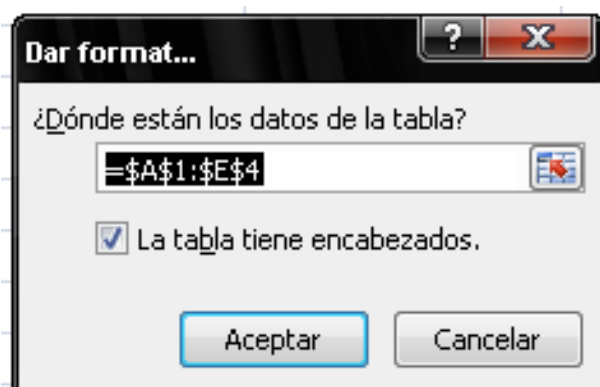 Dar format...
?
¿Dónde están los datos de la tabla?
=$A$1:$E$4
La tabla tiene encabezados.
Aceptar
Cancelar